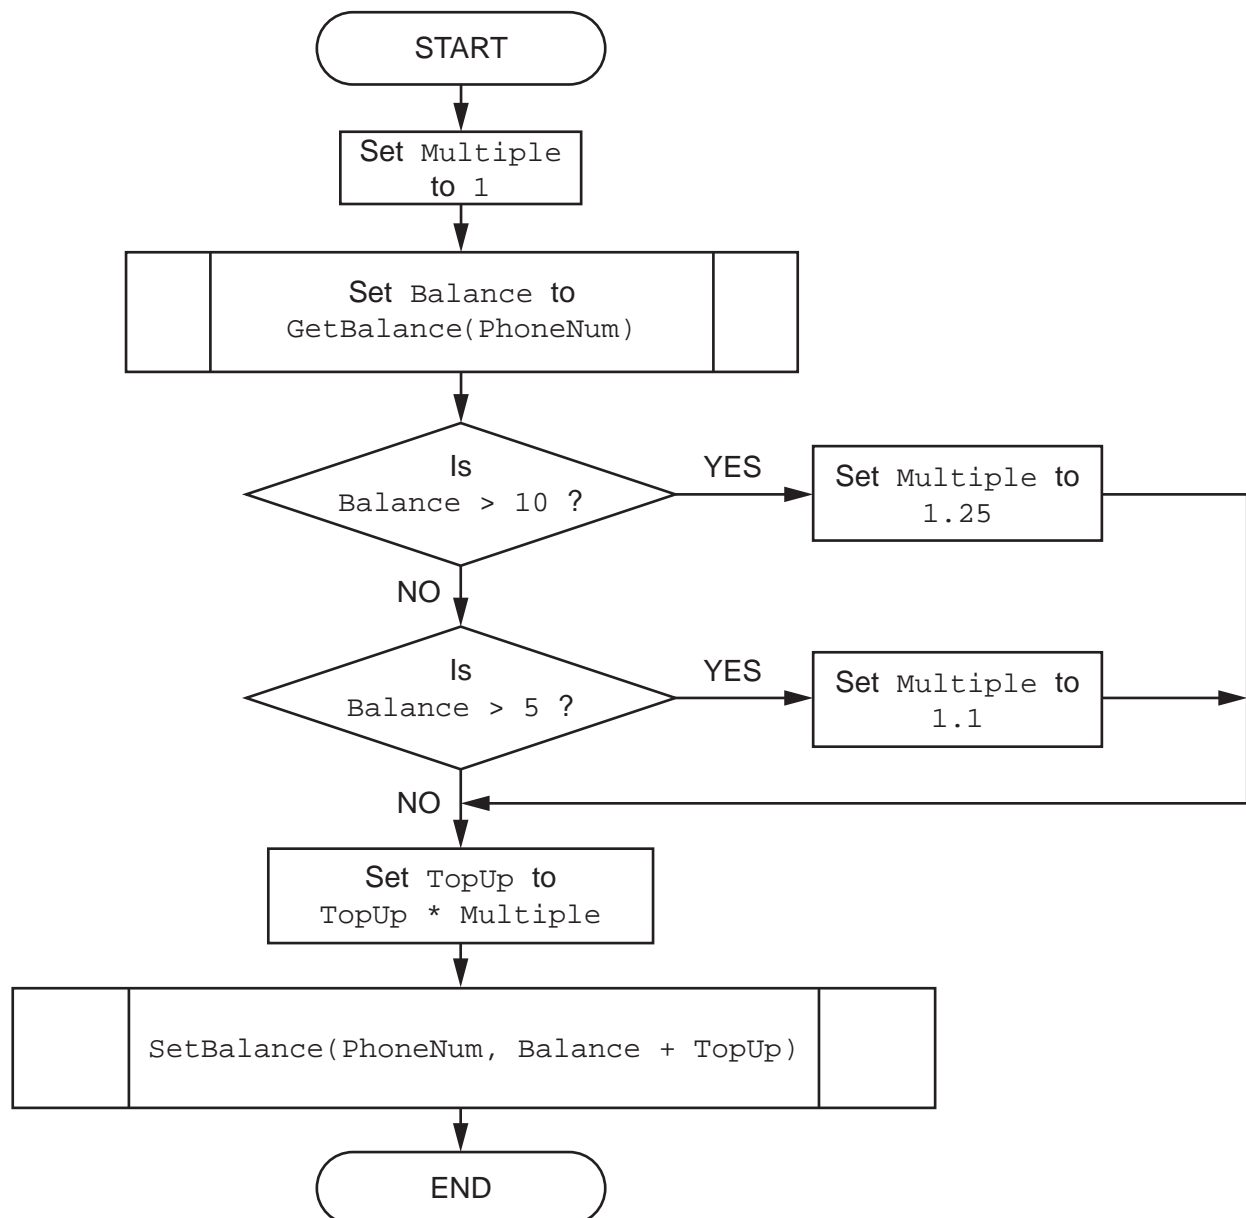 START
Set Multiple
to 1
Set Balance to
GetBalance(PhoneNum)
Is
Balance > 10 ?
YES
Set Multiple to
1.25
NO
Is
Balance > 5 ?
YES
Set Multiple to
1.1
NO
Set TopUp to
TopUp * Multiple
SetBalance(PhoneNum, Balance + TopUp)
END